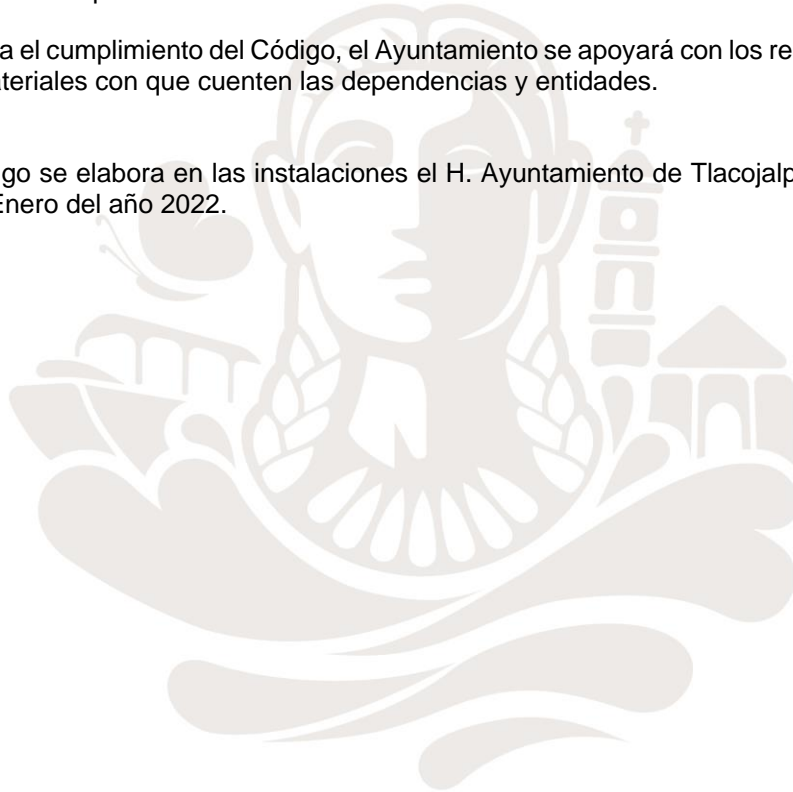 a el cumplimiento del Código, el Ayuntamiento se apoyará con los re
ateriales con que cuenten las dependencias y entidades.
go se elabora en las instalaciones el H. Ayuntamiento de Tlacojalp
Enero del año 2022.